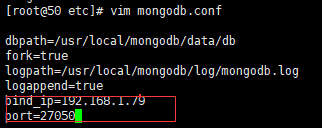 [root@50 etc]# vim mongodb.conf
dbpath=/usr/local/mongodb/data/db
fork=true
logpath=/usr/local/mongodb/log/mongodb.log
logappend=true
bind_ip=192.168.1.79
port=27050